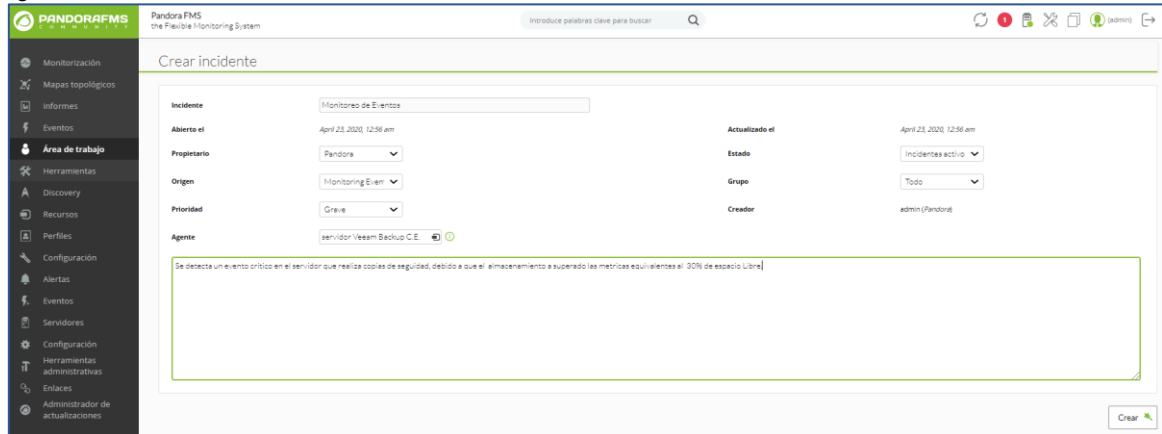 PANDORAFMS
COMMUNITY
Pandora FMS
the Flexible Monitoring System
Introduce palabras clave para buscar
1
(admin)
Monitorización
Mapas topológicos
Informes
Eventos
Área de trabajo
Herramientas
Discovery
Recursos
Perfiles
Configuración
Alertas
Eventos
Servidores
Configuración
Herramientas
administrativas
Enlaces
Administrador de
actualizaciones
Crear incidente
Incidente Monitoreo de Eventos
Abierto el April 23, 2020, 12:56 am Actualizado el April 23, 2020, 12:56 am
Propietario Pandora Estado Incidentes activo
Origen Monitoring Even Grupo Todo
Prioridad Grave Creador admin (Pandora)
Agente servidor Veeam Backup C.E.
Se detecta un evento critico en el servidor que realiza copias de seguidad, debido a que el almacenamiento a superado las metricas equivalentes al 30% de espacio Libre
Crear